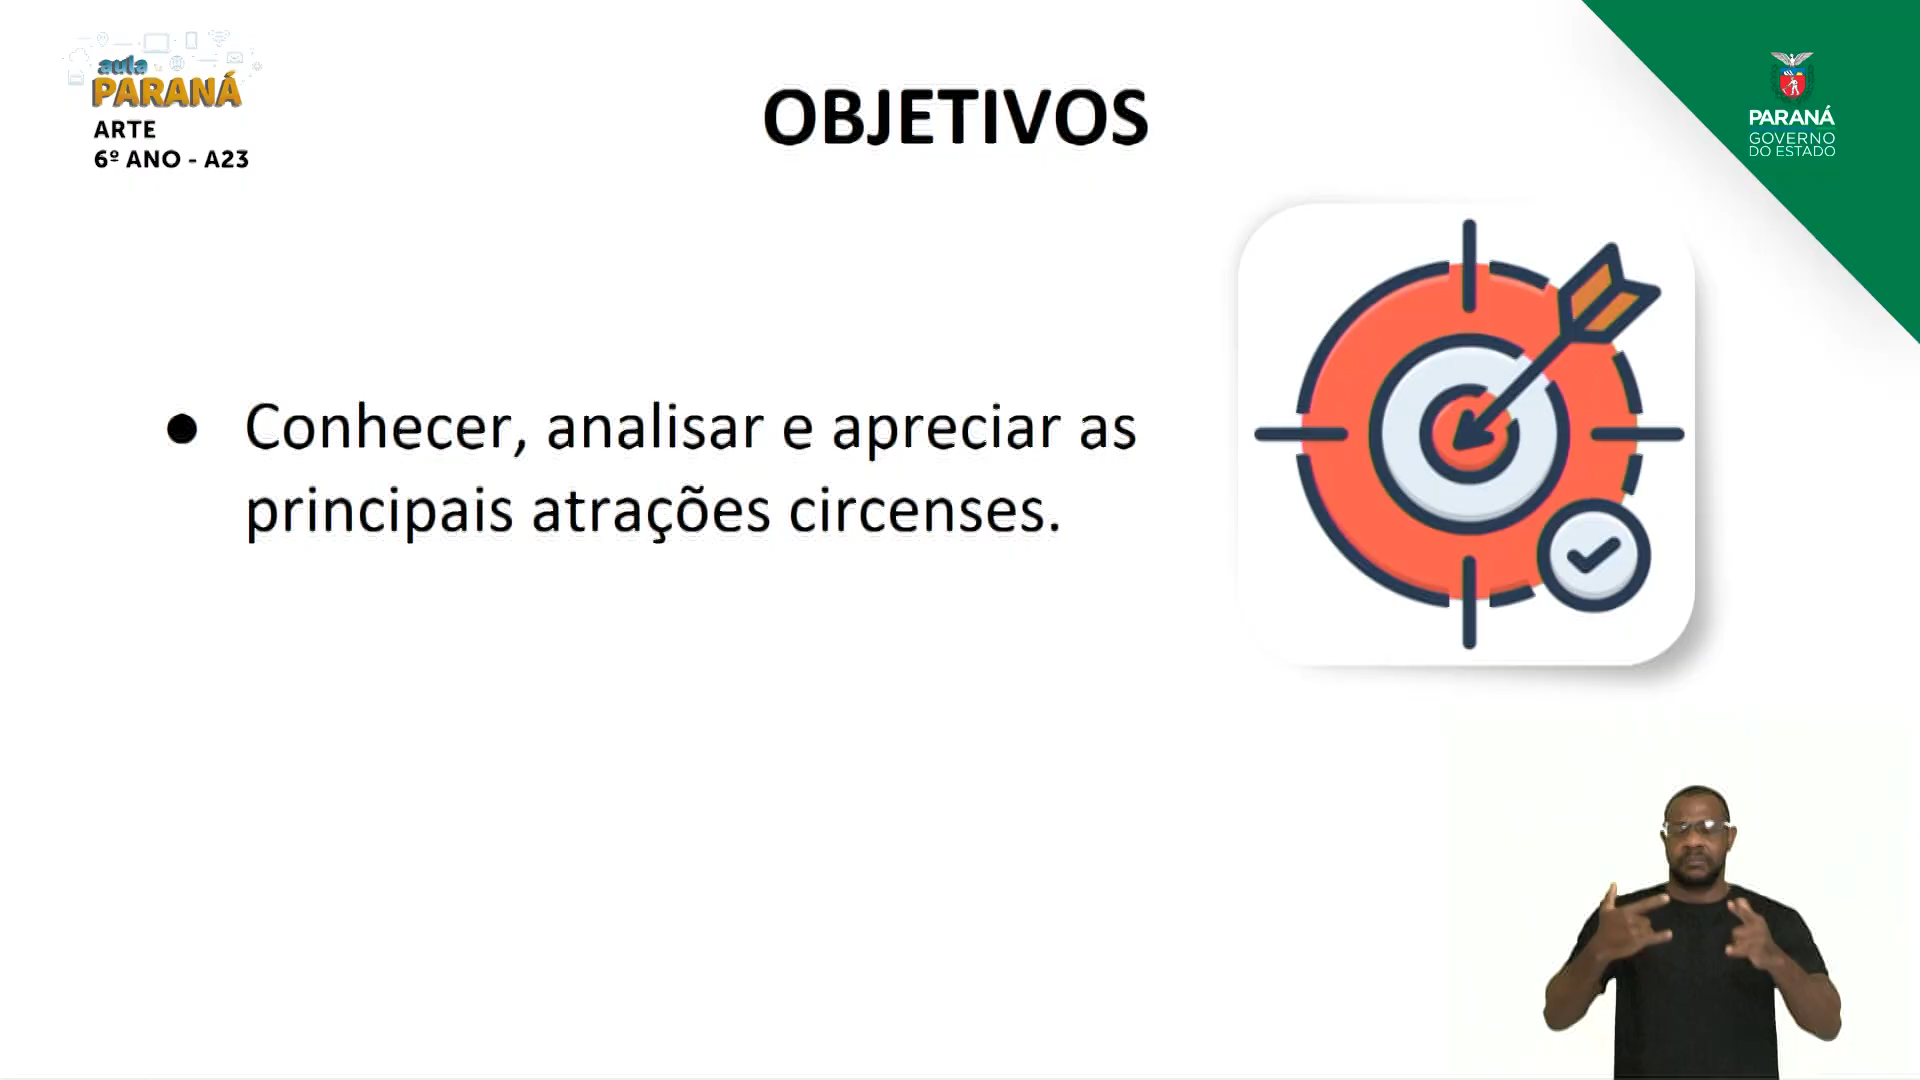 aula
PARANÁ
ARTE
6º ANO - A23
OBJETIVOS
PARANÁ
GOVERNO
DO ESTADO
● Conhecer, analisar e apreciar as
principais atrações circenses.